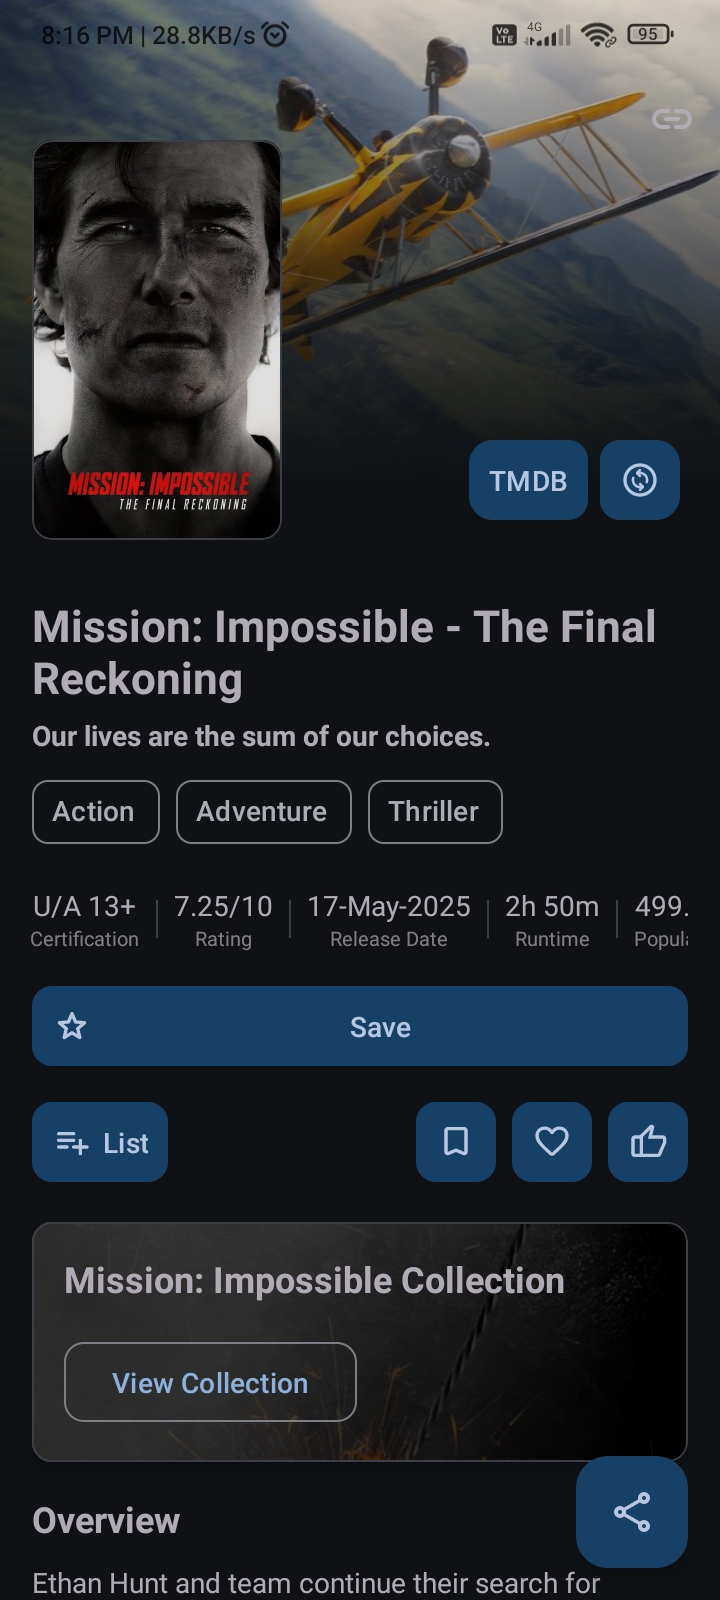 8:16 PM | 28.8KB/s
Vo LTE 4G 95
MISSION: IMPOSSIBLE
THE FINAL RECKONING
TMDB
Mission: Impossible - The Final
Reckoning
Our lives are the sum of our choices.
Action Adventure Thriller
U/A 13+ 7.25/10 17-May-2025 2h 50m 499.
Certification Rating Release Date Runtime Popula
Save
List
Mission: Impossible Collection
View Collection
Overview
Ethan Hunt and team continue their search for